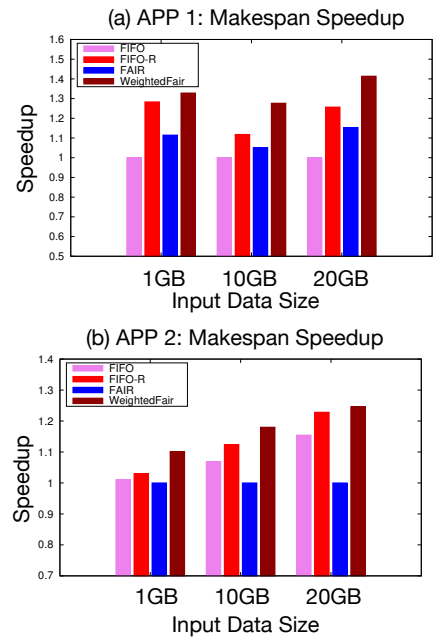 (a) APP 1: Makespan Speedup
1.6
1.5
1.4
1.3
1.2
1.1
1
0.9
0.8
0.7
0.6
0.5
Speedup
FIFO
FIFO-R
FAIR
WeightedFair
1GB 10GB 20GB
Input Data Size
(b) APP 2: Makespan Speedup
1.4
1.3
1.2
1.1
1
0.9
0.8
0.7
Speedup
FIFO
FIFO-R
FAIR
WeightedFair
1GB 10GB 20GB
Input Data Size